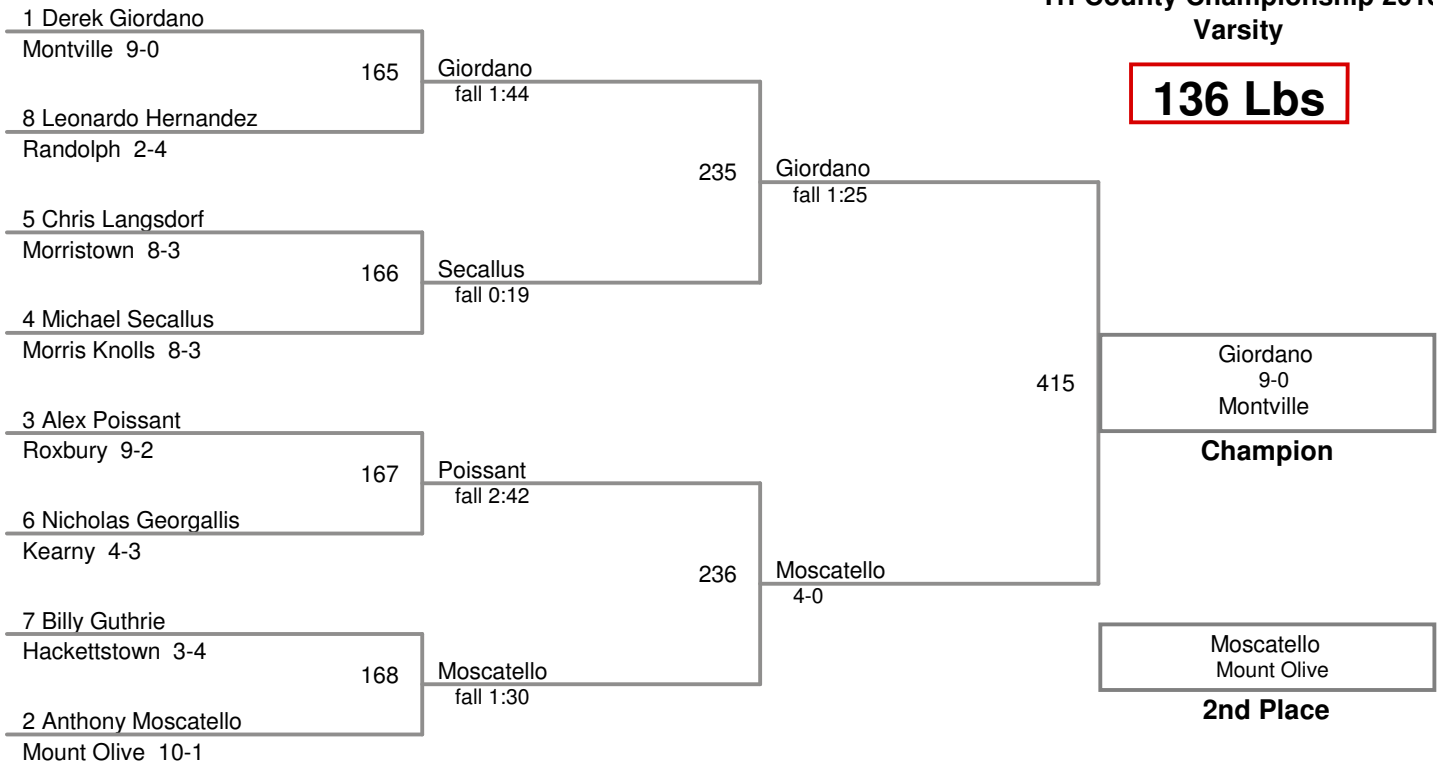 County Championship
Varsity
136 Lbs
1 Derek Giordano
Montville 9-0
165
Giordano
fall 1:44
8 Leonardo Hernandez
Randolph 2-4
235
Giordano
fall 1:25
5 Chris Langsdorf
Morristown 8-3
166
Secallus
fall 0:19
4 Michael Secallus
Morris Knolls 8-3
415
Giordano
9-0
Montville
Champion
3 Alex Poissant
Roxbury 9-2
167
Poissant
fall 2:42
6 Nicholas Georgallis
Kearny 4-3
236
Moscatello
4-0
7 Billy Guthrie
Hackettstown 3-4
168
Moscatello
fall 1:30
2 Anthony Moscatello
Mount Olive 10-1
Moscatello
Mount Olive
2nd Place